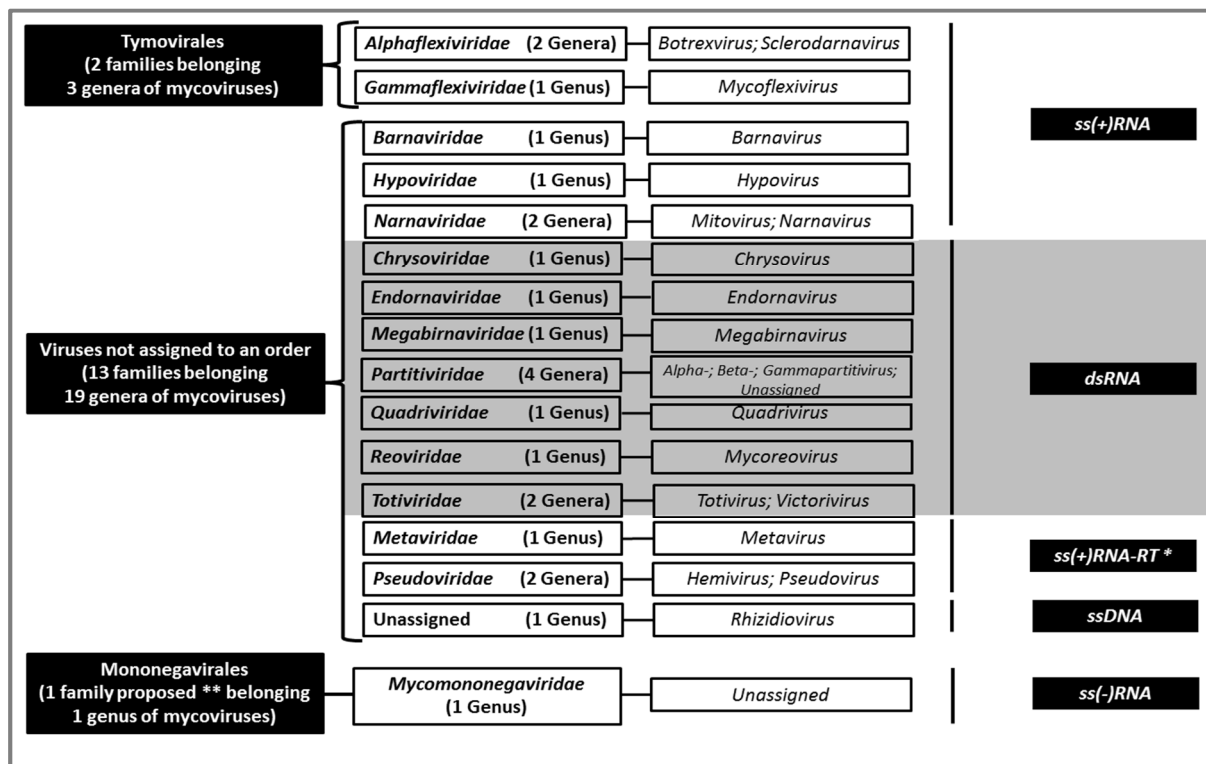 Tymovirales
(2 families belonging
3 genera of mycoviruses)
Alphaflexiviridae (2 Genera)
Botrexvirus; Sclerodarnavirus
Gammaflexiviridae (1 Genus)
Mycoflexivirus
ss(+)RNA
Viruses not assigned to an order
(13 families belonging
19 genera of mycoviruses)
Barnaviridae (1 Genus)
Barnavirus
Hypoviridae (1 Genus)
Hypovirus
Narnaviridae (2 Genera)
Mitovirus; Narnavirus
Chrysoviridae (1 Genus)
Chrysovirus
Endornaviridae (1 Genus)
Endornavirus
Megabirnaviridae (1 Genus)
Megabirnavirus
Partitiviridae (4 Genera)
Alpha-; Beta-; Gammapartitivirus;
Unassigned
Quadriviridae (1 Genus)
Quadrivirus
Reoviridae (1 Genus)
Mycoreovirus
Totiviridae (2 Genera)
Totivirus; Victorivirus
dsRNA
Metaviridae (1 Genus)
Metavirus
Pseudoviridae (2 Genera)
Hemivirus; Pseudovirus
ss(+)RNA-RT *
Unassigned (1 Genus)
Rhizidiovirus
ssDNA
Mononegavirales
(1 family proposed ** belonging
1 genus of mycoviruses)
Mycomononegaviridae
(1 Genus)
Unassigned
ss(-)RNA